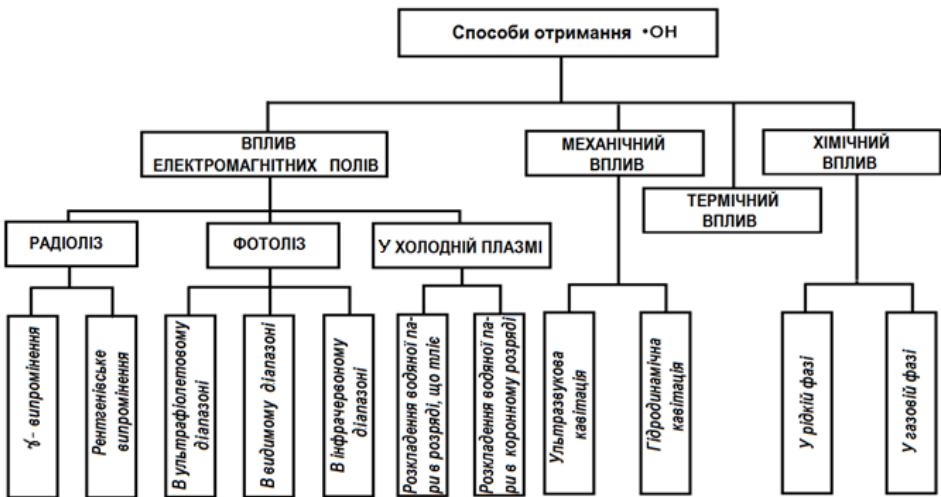 Способи отримання •ОН
ВПЛИВ
ЕЛЕКТРОМАГНІТНИХ ПОЛІВ
МЕХАНІЧНИЙ
ВПЛИВ
ТЕРМІЧНИЙ
ВПЛИВ
ХІМІЧНИЙ
ВПЛИВ
РАДІОЛІЗ
ФОТОЛІЗ
У ХОЛОДНІЙ ПЛАЗМІ
ɣ- випромінення
Рентгенівське
випромінення
В ультрафіолетовому
діапазоні
В видимому діапазоні
В інфрачервоному
діапазоні
Розкладення водяної па-
ри в розряді, що тліє
Розкладення водяної па-
ри в коронному розряді
Ультразвукова
кавітація
Гідродинамічна
кавітація
У рідкій фазі
У газовій фазі